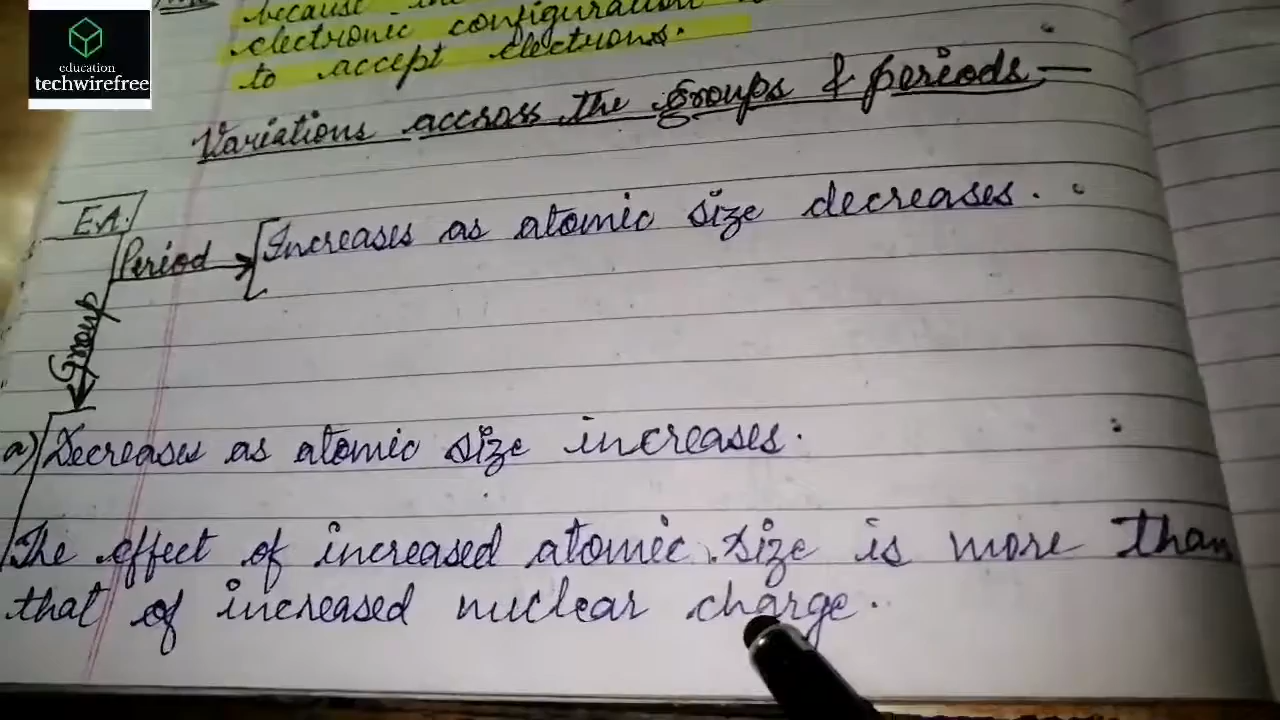 education
techwirefree
because
electronic configuration
to accept electrons.
Variations accross the groups & periods —
E.A.
Period → Increases as atomic size decreases.
Group
a) Decreases as atomic size increases.
The effect of increased atomic size is more than
that of increased nuclear charge.